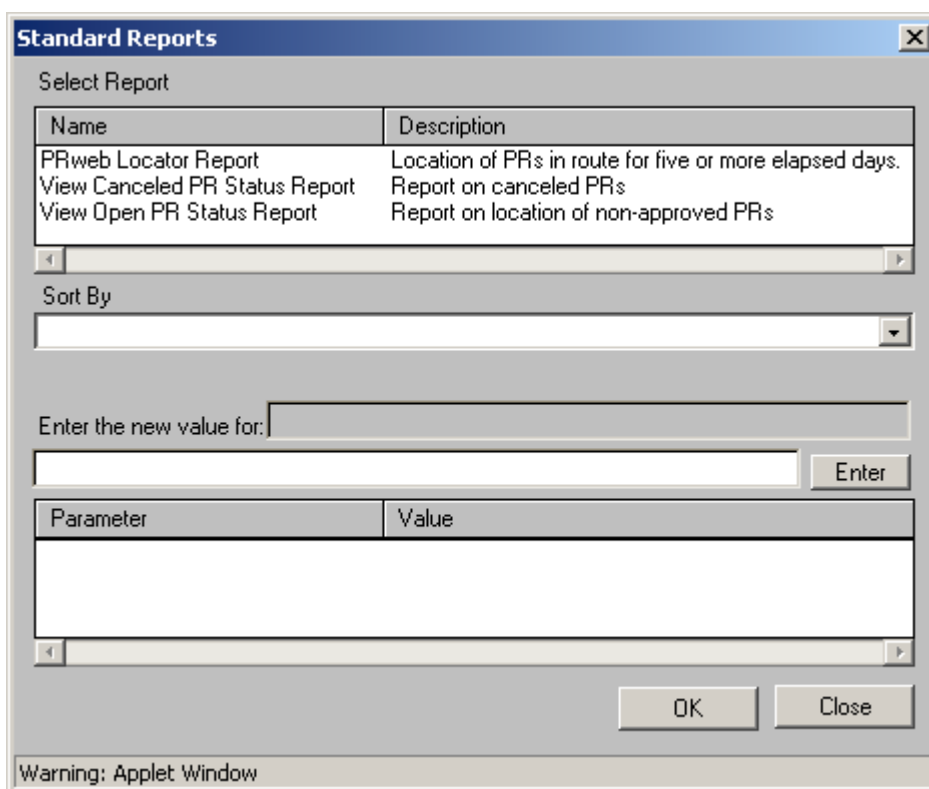 Standard Reports
Select Report
Name Description
PRweb Locator Report Location of PRs in route for five or more elapsed days.
View Canceled PR Status Report Report on canceled PRs
View Open PR Status Report Report on location of non-approved PRs
Sort By
Enter the new value for:
Enter
Parameter Value
OK Close
Warning: Applet Window